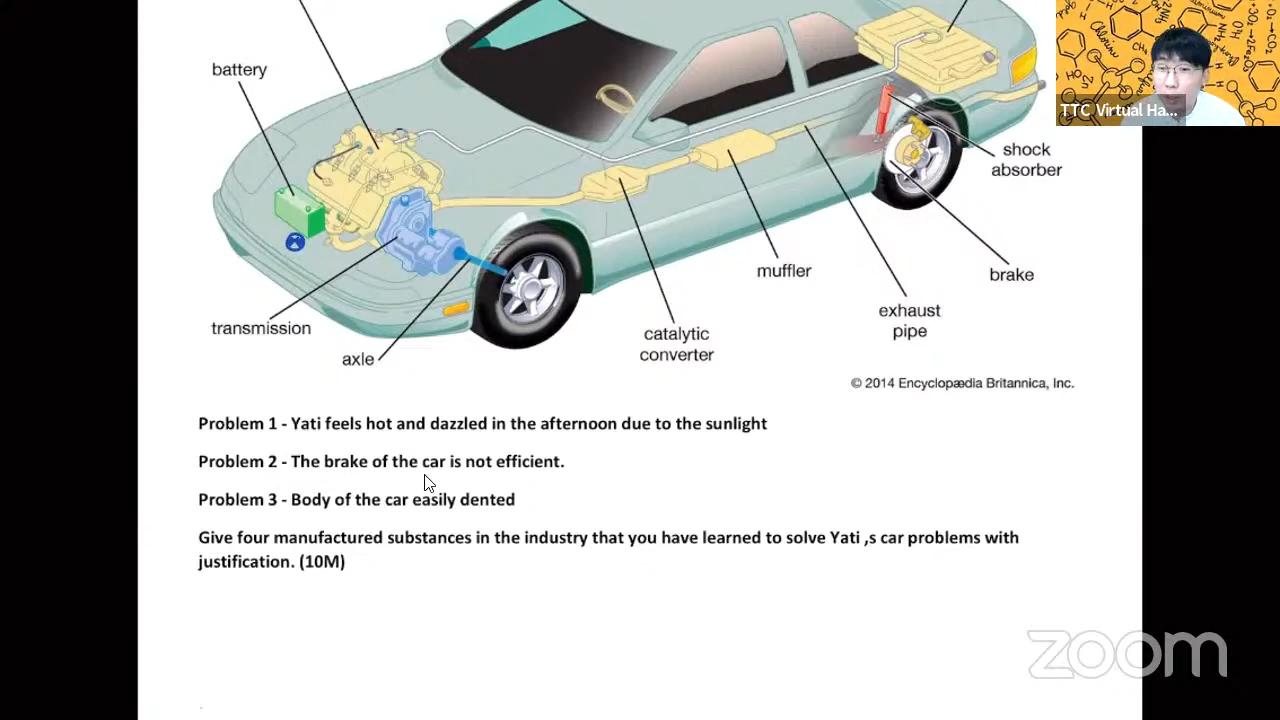 battery
TTC Virtual Ha...
shock
absorber
brake
muffler
exhaust
pipe
transmission
catalytic
converter
axle
© 2014 Encyclopædia Britannica, Inc.
Problem 1 - Yati feels hot and dazzled in the afternoon due to the sunlight
Problem 2 - The brake of the car is not efficient.
Problem 3 - Body of the car easily dented
Give four manufactured substances in the industry that you have learned to solve Yati ,s car problems with
justification. (10M)
zoom